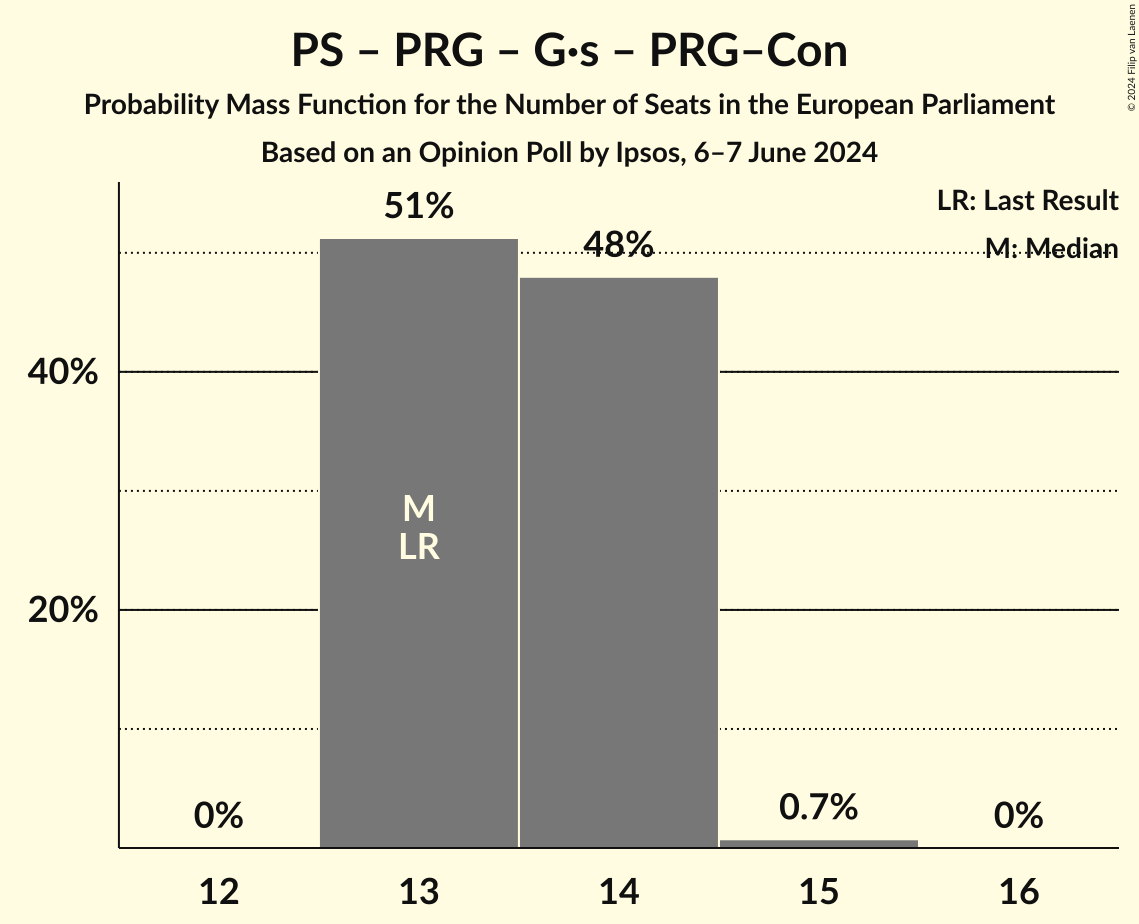 PS – PRG – G·s – PRG–Con
Probability Mass Function for the Number of Seats in the European Parliament
Based on an Opinion Poll by Ipsos, 6–7 June 2024
© 2024 Filip van Laenen
LR: Last Result
M: Median
51%
48%
40%
M
LR
20%
0%
0.7%
0%
12
13
14
15
16